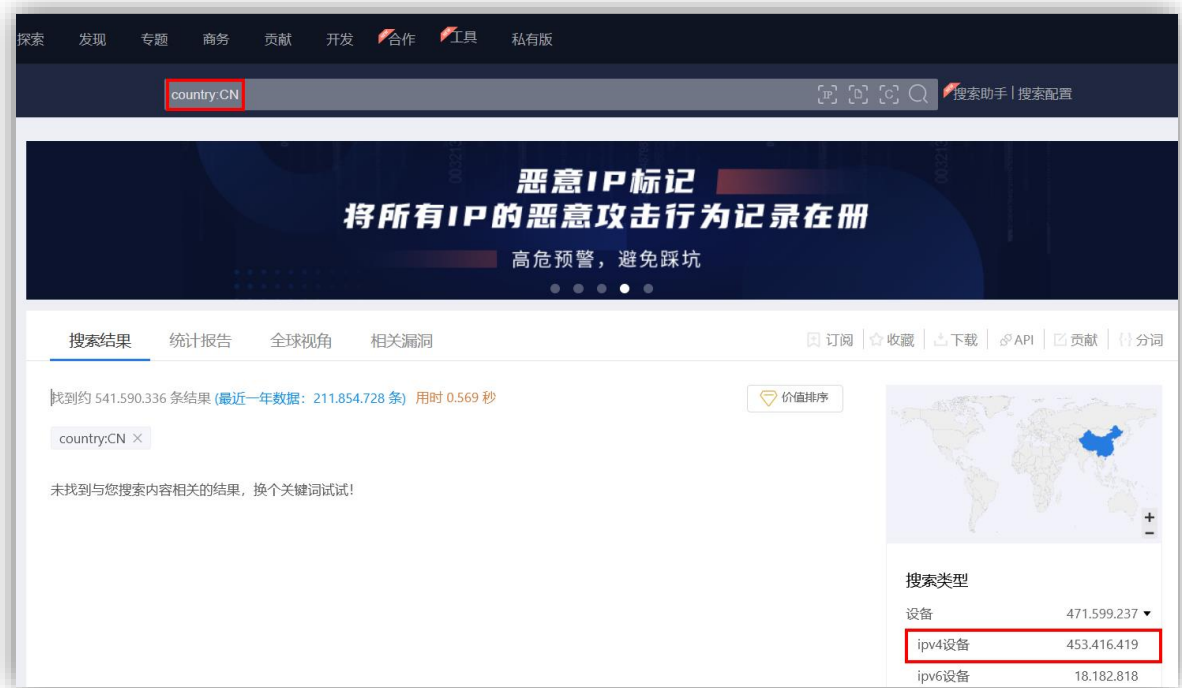 探索 发现 专题 商务 贡献 开发 合作 工具 私有版
country:CN
搜索助手 | 搜索配置
恶意IP标记
将所有IP的恶意攻击行为记录在册
高危预警，避免踩坑
搜索结果 统计报告 全球视角 相关漏洞
订阅 收藏 下载 API 贡献 分词
找到约 541.590.336 条结果 (最近一年数据：211.854.728 条) 用时 0.569 秒
价值排序
country:CN ×
未找到与您搜索内容相关的结果，换个关键词试试!
+
−
搜索类型
设备 471.599.237
ipv4设备 453.416.419
ipv6设备 18.182.818